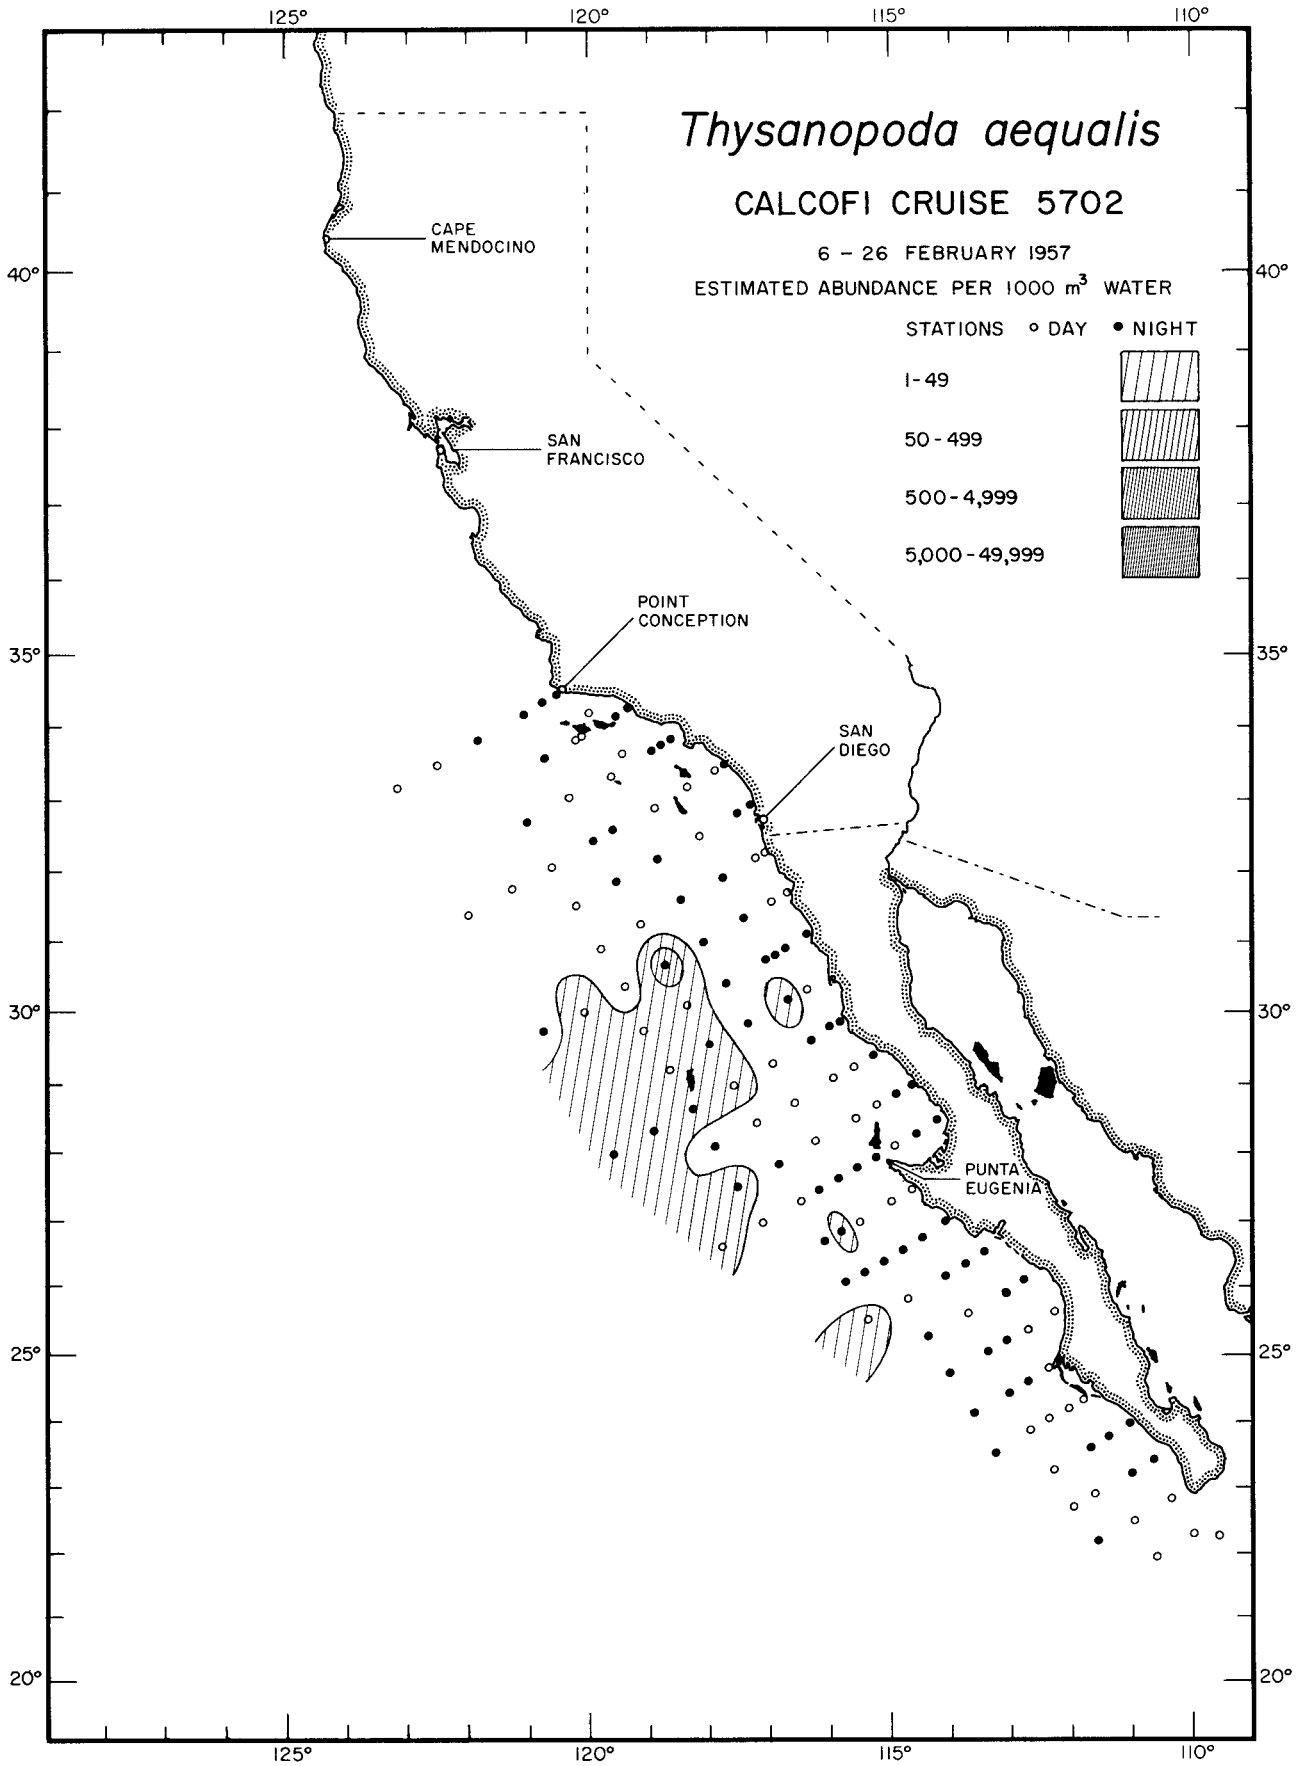 125° 120° 115° 110°
Thysanopoda aequalis
CALCOFI CRUISE 5702
6 – 26 FEBRUARY 1957
ESTIMATED ABUNDANCE PER 1000 m³ WATER
STATIONS ○ DAY ● NIGHT
1-49
50-499
500-4,999
5,000-49,999
CAPE
MENDOCINO
40° 40°
SAN
FRANCISCO
POINT
CONCEPTION
35° 35°
SAN
DIEGO
30° 30°
PUNTA
EUGENIA
25° 25°
20° 20°
125° 120° 115° 110°